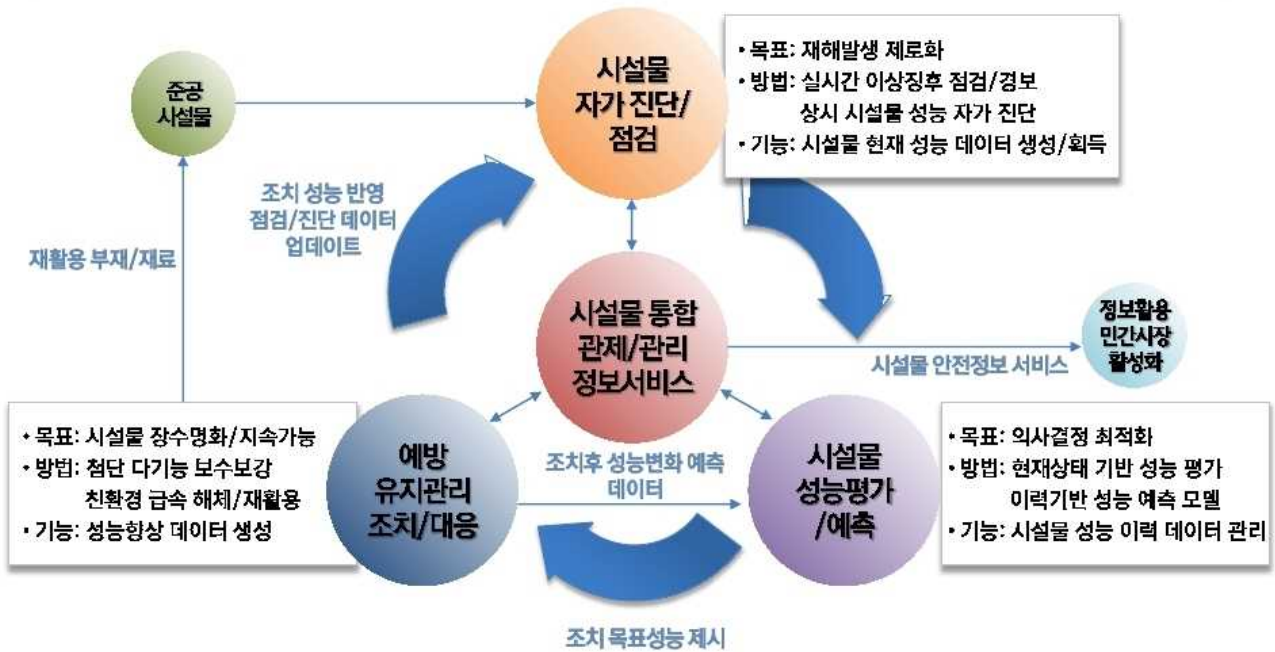 준공
시설물
시설물
자가 진단/
점검
• 목표: 재해발생 제로화
• 방법: 실시간 이상징후 점검/경보
상시 시설물 성능 자가 진단
• 기능: 시설물 현재 성능 데이터 생성/획득
조치 성능 반영
점검/진단 데이터
업데이트
재활용 부재/재료
시설물 통합
관제/관리
정보서비스
정보활용
민간시장
활성화
시설물 안전정보 서비스
• 목표: 시설물 장수명화/지속가능
• 방법: 첨단 다기능 보수보강
친환경 급속 해체/재활용
• 기능: 성능향상 데이터 생성
예방
유지관리
조치/대응
조치후 성능변화 예측
데이터
시설물
성능평가
/예측
• 목표: 의사결정 최적화
• 방법: 현재상태 기반 성능 평가
이력기반 성능 예측 모델
• 기능: 시설물 성능 이력 데이터 관리
조치 목표성능 제시